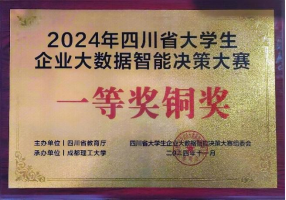 2024年四川省大学生
企业大数据智能决策大赛
一等奖铜奖
主办单位｜四川省教育厅
承办单位｜成都理工大学
四川省大学生企业大数据智能决策大赛组委会
二〇二四年十一月